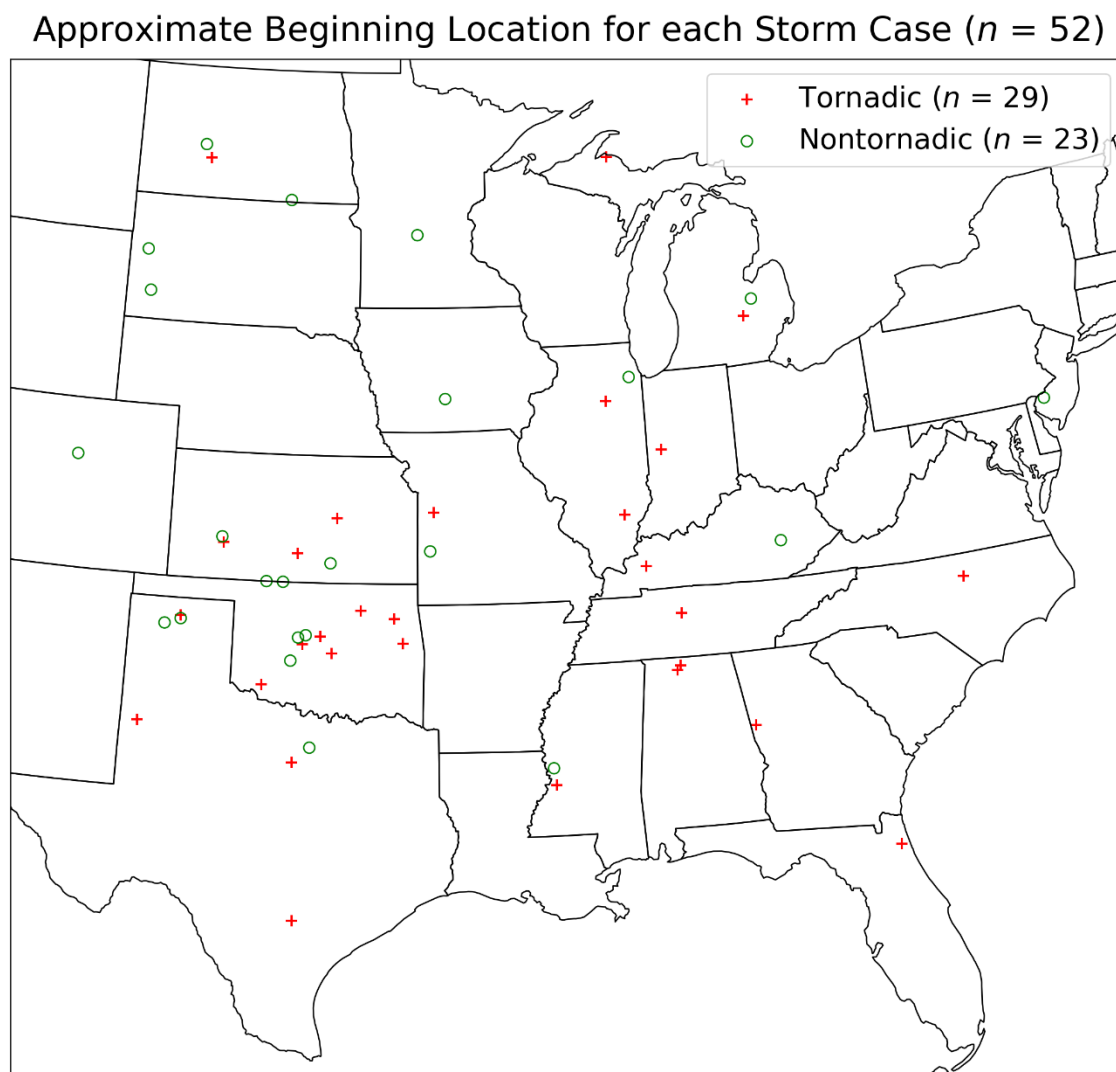 Approximate Beginning Location for each Storm Case (n = 52)
Tornadic (n = 29)
Nontornadic (n = 23)